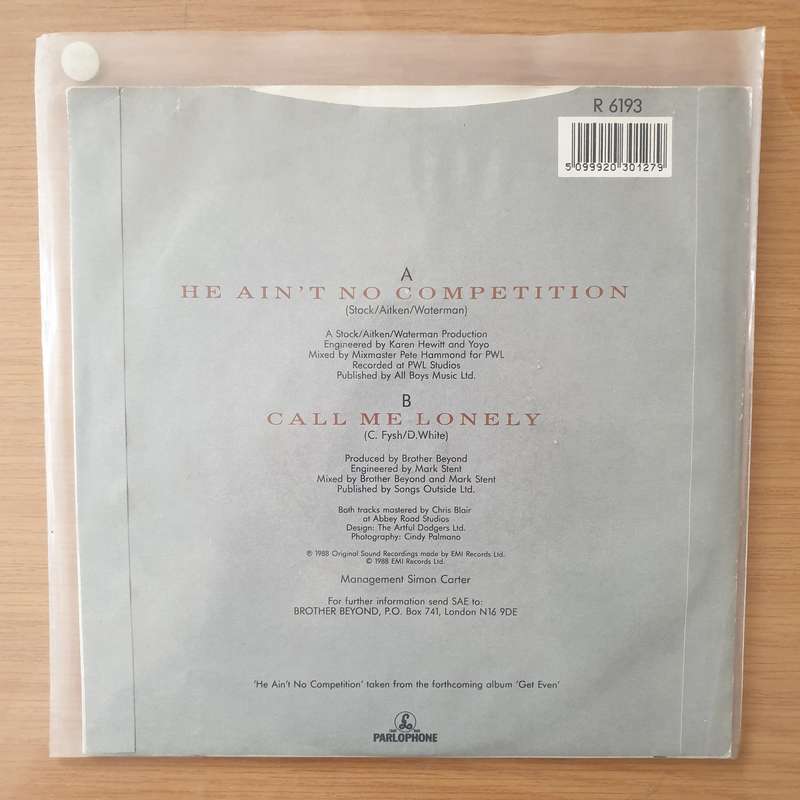 R 6193
5 099920 301279
A
HE AIN'T NO COMPETITION
(Stock/Aitken/Waterman)
A Stock/Aitken/Waterman Production
Engineered by Karen Hewitt and Yoyo
Mixed by Mixmaster Pete Hammond for PWL
Recorded at PWL Studios
Published by All Boys Music Ltd.
B
CALL ME LONELY
(C. Fysh/D.White)
Produced by Brother Beyond
Engineered by Mark Stent
Mixed by Brother Beyond and Mark Stent
Published by Songs Outside Ltd.
Both tracks mastered by Chris Blair
at Abbey Road Studios
Design: The Artful Dodgers Ltd.
Photography: Cindy Palmano
℗ 1988 Original Sound Recordings made by EMI Records Ltd.
© 1988 EMI Records Ltd.
Management Simon Carter
For further information send SAE to:
BROTHER BEYOND, P.O. Box 741, London N16 9DE
'He Ain't No Competition' taken from the forthcoming album 'Get Even'
PARLOPHONE